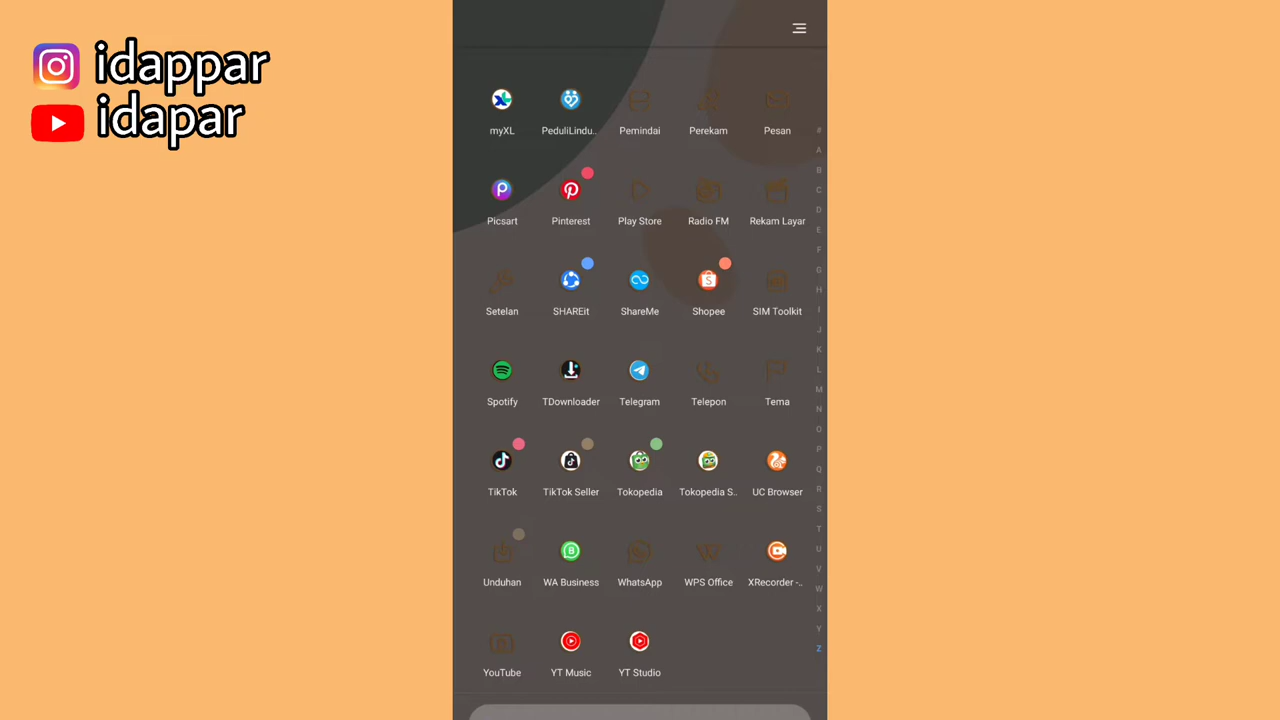 idappar
idapar
myXL PeduliLindu.. Pemindai Perekam Pesan
Picsart Pinterest Play Store Radio FM Rekam Layar
Setelan SHAREit ShareMe Shopee SIM Toolkit
Spotify TDownloader Telegram Telepon Tema
TikTok TikTok Seller Tokopedia Tokopedia S.. UC Browser
Unduhan WA Business WhatsApp WPS Office XRecorder -..
YouTube YT Music YT Studio
#
A
B
C
D
E
F
G
H
I
J
K
L
M
N
O
P
Q
R
S
T
U
V
W
X
Y
Z